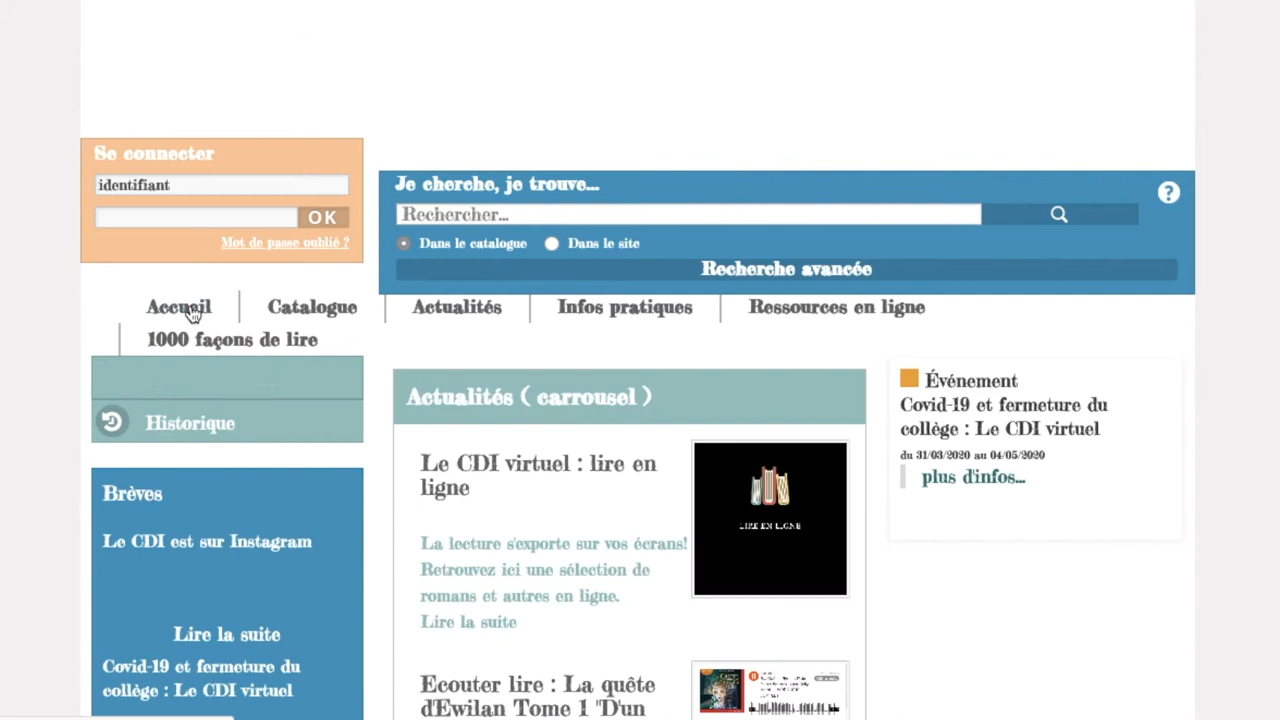 Se connecter
identifiant
OK
Mot de passe oublié ?
Je cherche, je trouve...
?
Rechercher...
Dans le catalogue
Dans le site
Recherche avancée
Accueil
Catalogue
Actualités
Infos pratiques
Ressources en ligne
1000 façons de lire
Historique
Brèves
Le CDI est sur Instagram
Lire la suite
Covid-19 et fermeture du
collège : Le CDI virtuel
Actualités ( carrousel )
Le CDI virtuel : lire en
ligne
La lecture s'exporte sur vos écrans!
Retrouvez ici une sélection de
romans et autres en ligne.
Lire la suite
LIRE EN LIGNE
Ecouter lire : La quête
d'Ewilan Tome 1 "D'un
Événement
Covid-19 et fermeture du
collège : Le CDI virtuel
du 31/03/2020 au 04/05/2020
plus d'infos...